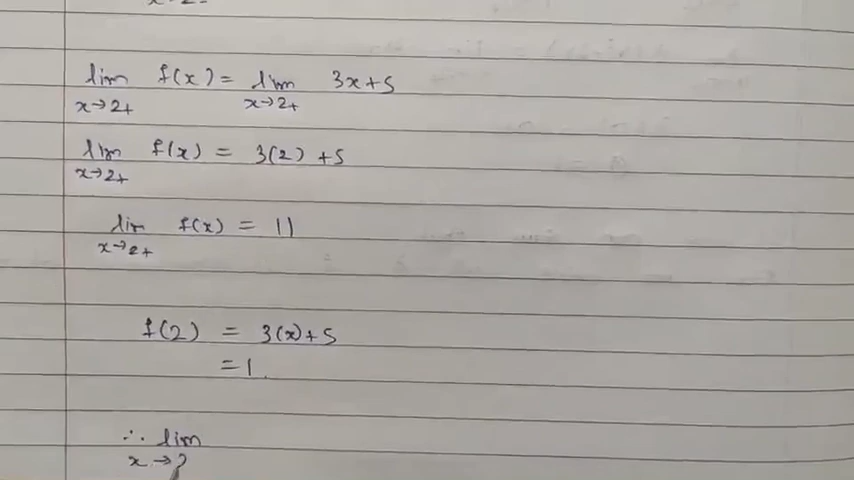 lim f(x) = lim 3x+5
x→2+ x→2+
lim f(x) = 3(2) +5
x→2+
lim f(x) = 11
x→2+
f(2) = 3(x)+5
= 1
∴ lim
x→2